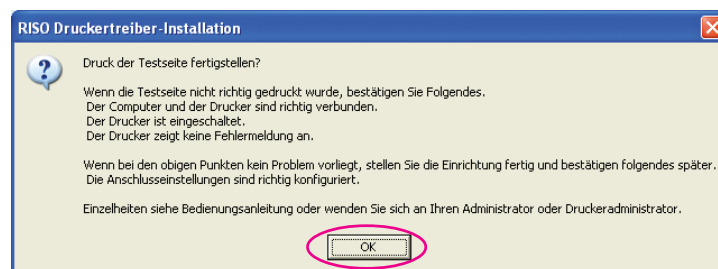 RISO Druckertreiber-Installation
Druck der Testseite fertigstellen?
Wenn die Testseite nicht richtig gedruckt wurde, bestätigen Sie Folgendes.
Der Computer und der Drucker sind richtig verbunden.
Der Drucker ist eingeschaltet.
Der Drucker zeigt keine Fehlermeldung an.
Wenn bei den obigen Punkten kein Problem vorliegt, stellen Sie die Einrichtung fertig und bestätigen folgendes später.
Die Anschlusseinstellungen sind richtig konfiguriert.
Einzelheiten siehe Bedienungsanleitung oder wenden Sie sich an Ihren Administrator oder Druckeradministrator.
OK